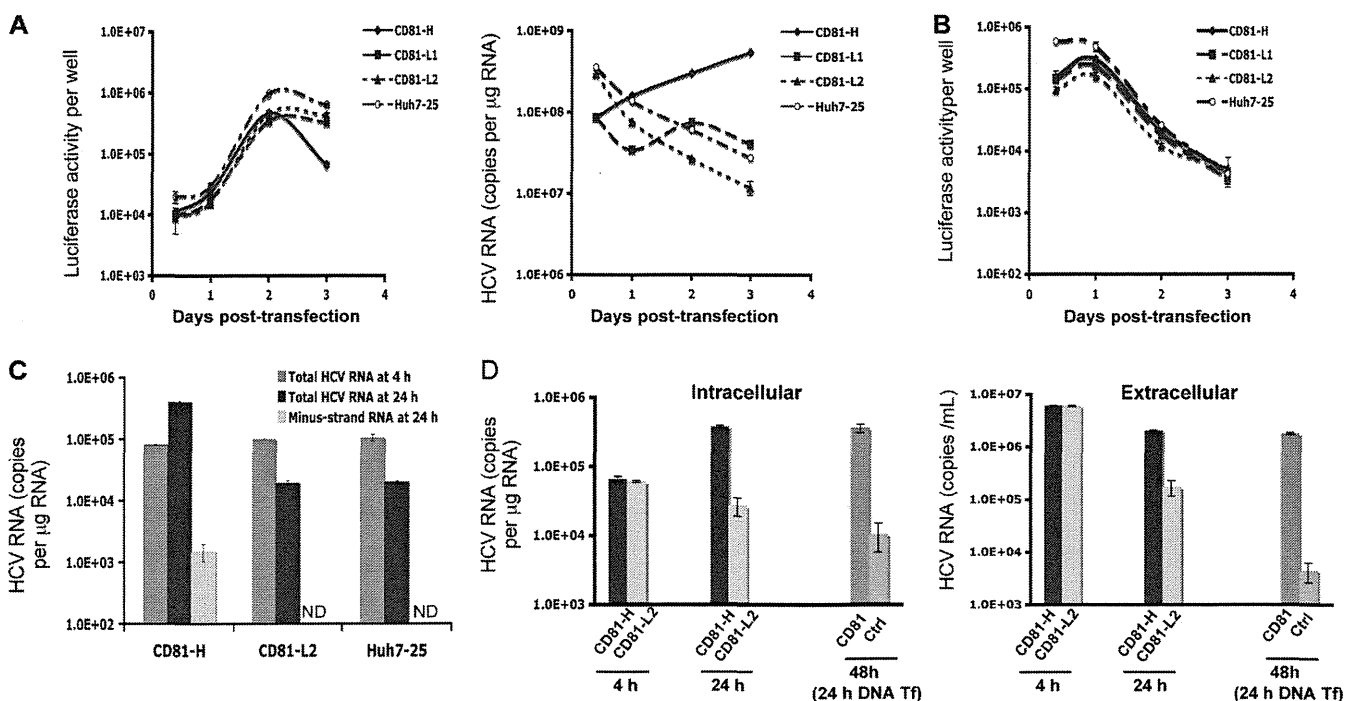 A
Luciferase activity per well
1.0E+07
1.0E+06
1.0E+05
1.0E+04
1.0E+03
0 1 2 3 4
Days post-transfection
CD81-H
CD81-L1
CD81-L2
Huh7-25
HCV RNA (copies per μg RNA)
1.0E+09
1.0E+08
1.0E+07
1.0E+06
0 1 2 3 4
Days post-transfection
CD81-H
CD81-L1
CD81-L2
Huh7-25
B
Luciferase activityper well
1.0E+06
1.0E+05
1.0E+04
1.0E+03
1.0E+02
0 1 2 3 4
Days post-transfection
CD81-H
CD81-L1
CD81-L2
Huh7-25
C
HCV RNA (copies
per μg RNA)
1.0E+06
1.0E+05
1.0E+04
1.0E+03
1.0E+02
Total HCV RNA at 4 h
Total HCV RNA at 24 h
Minus-strand RNA at 24 h
ND ND
CD81-H CD81-L2 Huh7-25
D
Intracellular
HCV RNA (copies
per μg RNA)
1.0E+06
1.0E+05
1.0E+04
1.0E+03
CD81-H CD81-L2 CD81-H CD81-L2 CD81 Ctrl
4 h 24 h 48h
(24 h DNA Tf)
Extracellular
HCV RNA (copies /mL)
1.0E+07
1.0E+06
1.0E+05
1.0E+04
1.0E+03
CD81-H CD81-L2 CD81-H CD81-L2 CD81 Ctrl
4 h 24 h 48h
(24 h DNA Tf)